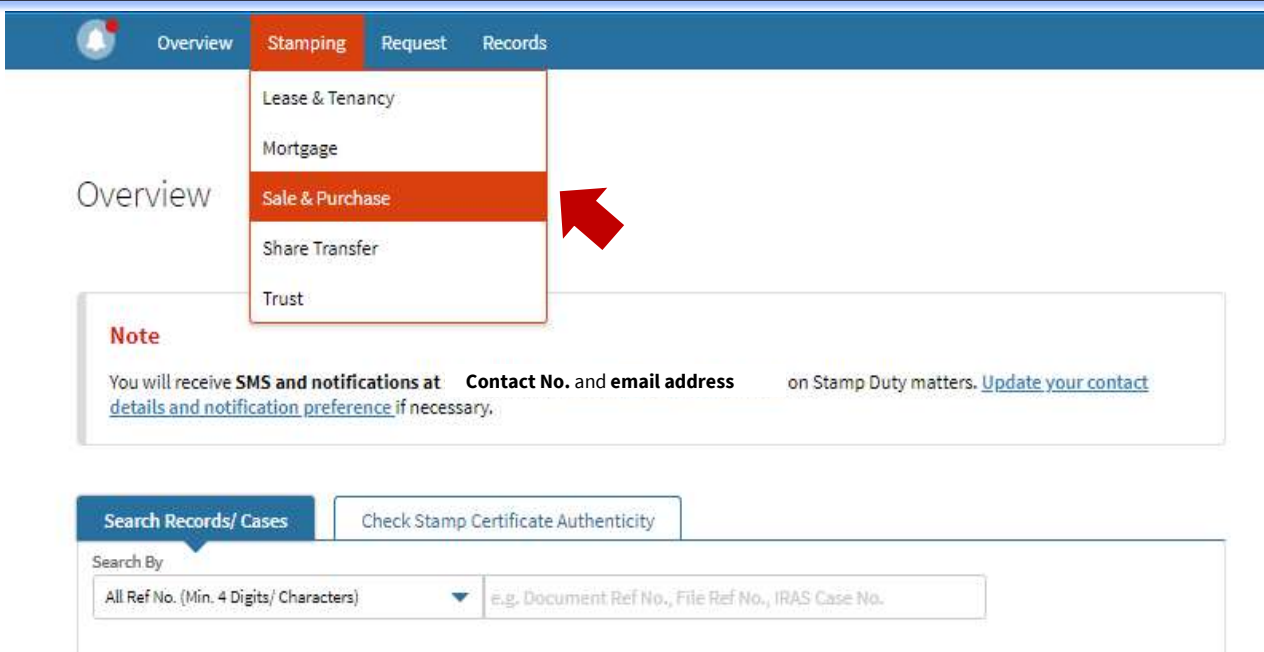 Overview Stamping Request Records
Lease & Tenancy
Mortgage
Overview
Sale & Purchase
Share Transfer
Trust
Note
You will receive SMS and notifications at Contact No. and email address on Stamp Duty matters. Update your contact
details and notification preference if necessary.
Search Records/ Cases Check Stamp Certificate Authenticity
Search By
All Ref No. (Min. 4 Digits/ Characters) e.g. Document Ref No., File Ref No., IRAS Case No.